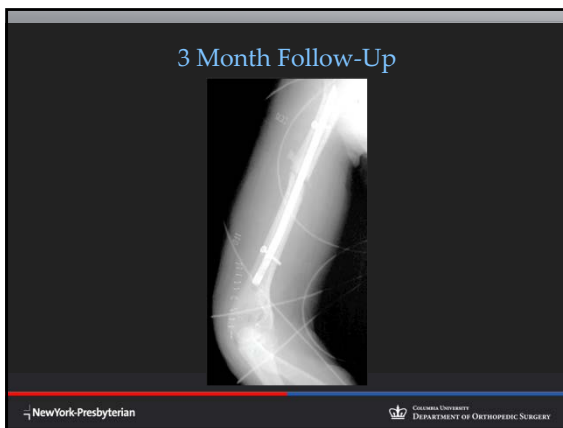 3 Month Follow-Up
NewYork-Presbyterian
COLUMBIA UNIVERSITY
DEPARTMENT OF ORTHOPEDIC SURGERY